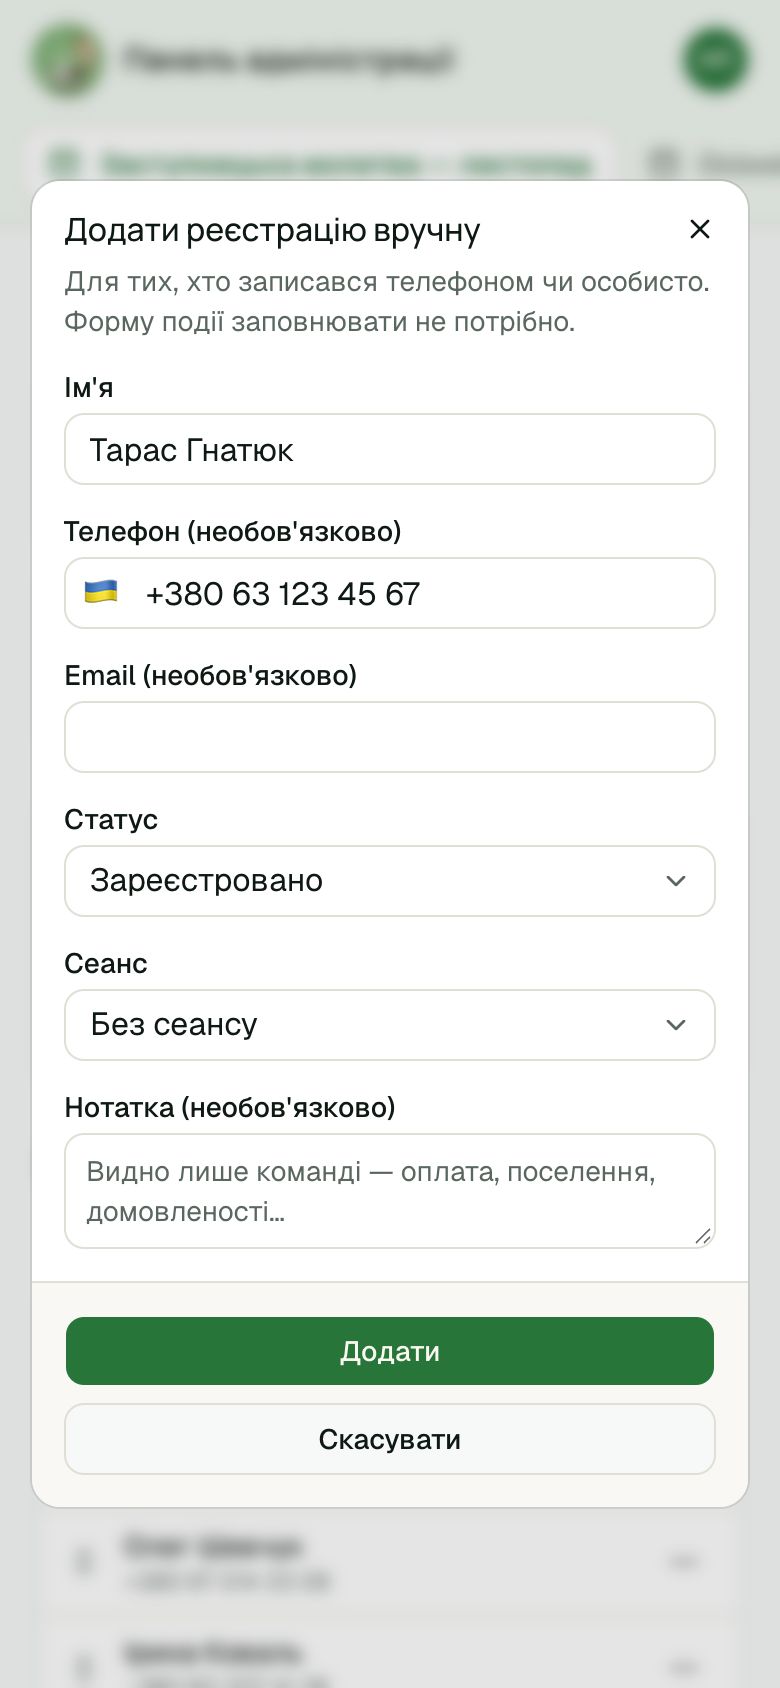 Панель адміністрації
Додати реєстрацію вручну
Для тих, хто записався телефоном чи особисто.
Форму події заповнювати не потрібно.
Ім'я
Тарас Гнатюк
Телефон (необов'язково)
+380 63 123 45 67
Email (необов'язково)
Статус
Зареєстровано
Сеанс
Без сеансу
Нотатка (необов'язково)
Видно лише команді — оплата, поселення,
домовленості…
Додати
Скасувати